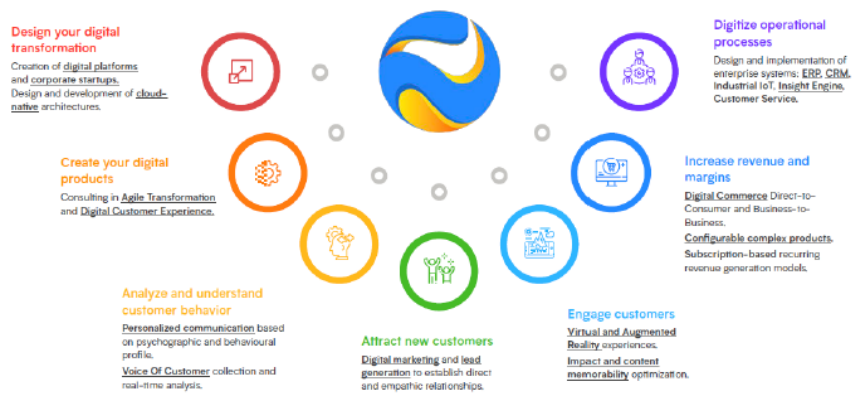 Design your digital
transformation
Creation of digital platforms
and corporate startups.
Design and development of cloud-
native architectures.
Create your digital
products
Consulting in Agile Transformation
and Digital Customer Experience.
Analyze and understand
customer behavior
Personalized communication based
on psychographic and behavioural
profile.
Voice Of Customer collection and
real-time analysis.
Attract new customers
Digital marketing and lead
generation to establish direct
and empathic relationships.
Engage customers
Virtual and Augmented
Reality experiences.
Impact and content
memorability optimization.
Increase revenue and
margins
Digital Commerce Direct-to-
Consumer and Business-to-
Business.
Configurable complex products.
Subscription-based recurring
revenue generation models.
Digitize operational
processes
Design and implementation of
enterprise systems: ERP, CRM,
Industrial IoT, Insight Engine,
Customer Service.